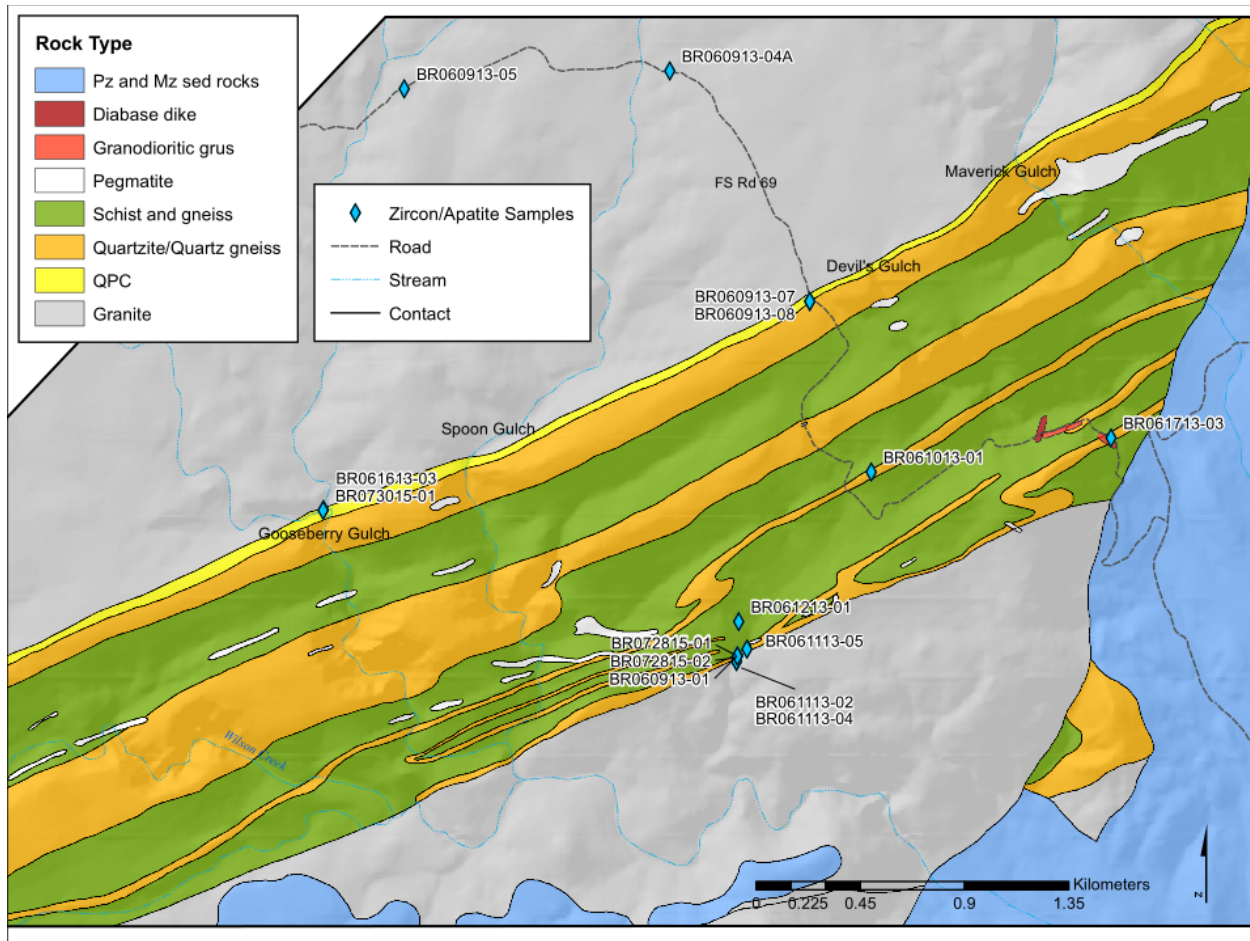 Rock Type
Pz and Mz sed rocks
Diabase dike
Granodioritic grus
Pegmatite
Schist and gneiss
Quartzite/Quartz gneiss
QPC
Granite
Zircon/Apatite Samples
Road
Stream
Contact
BR060913-05
BR060913-04A
FS Rd 69
Maverick Gulch
Devil's Gulch
BR060913-07
BR060913-08
Spoon Gulch
BR061713-03
BR061013-01
BR061613-03
BR073015-01
Gooseberry Gulch
BR061213-01
BR072815-01
BR061113-05
BR072815-02
BR060913-01
BR061113-02
BR061113-04
Wilson Creek
Kilometers
0 0.225 0.45 0.9 1.35
N